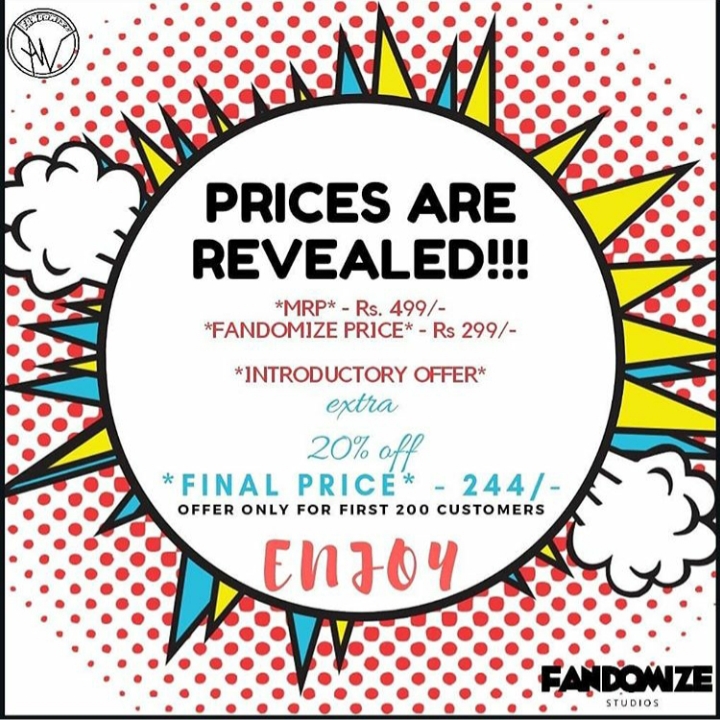 FANDOMIZE
PRICES ARE
REVEALED!!!
*MRP* - Rs. 499/-
*FANDOMIZE PRICE* - Rs 299/-
*INTRODUCTORY OFFER*
extra
20% off
*FINAL PRICE* - 244/-
OFFER ONLY FOR FIRST 200 CUSTOMERS
ENJOY
FANDOMIZE
STUDIOS